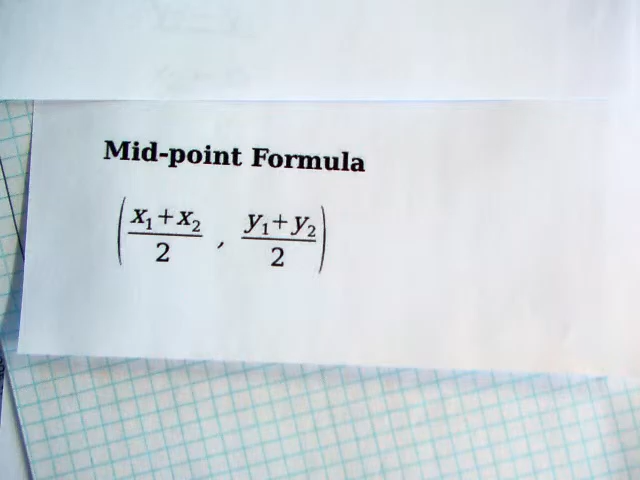 Mid-point Formula
(x₁+x₂/2 , y₁+y₂/2)